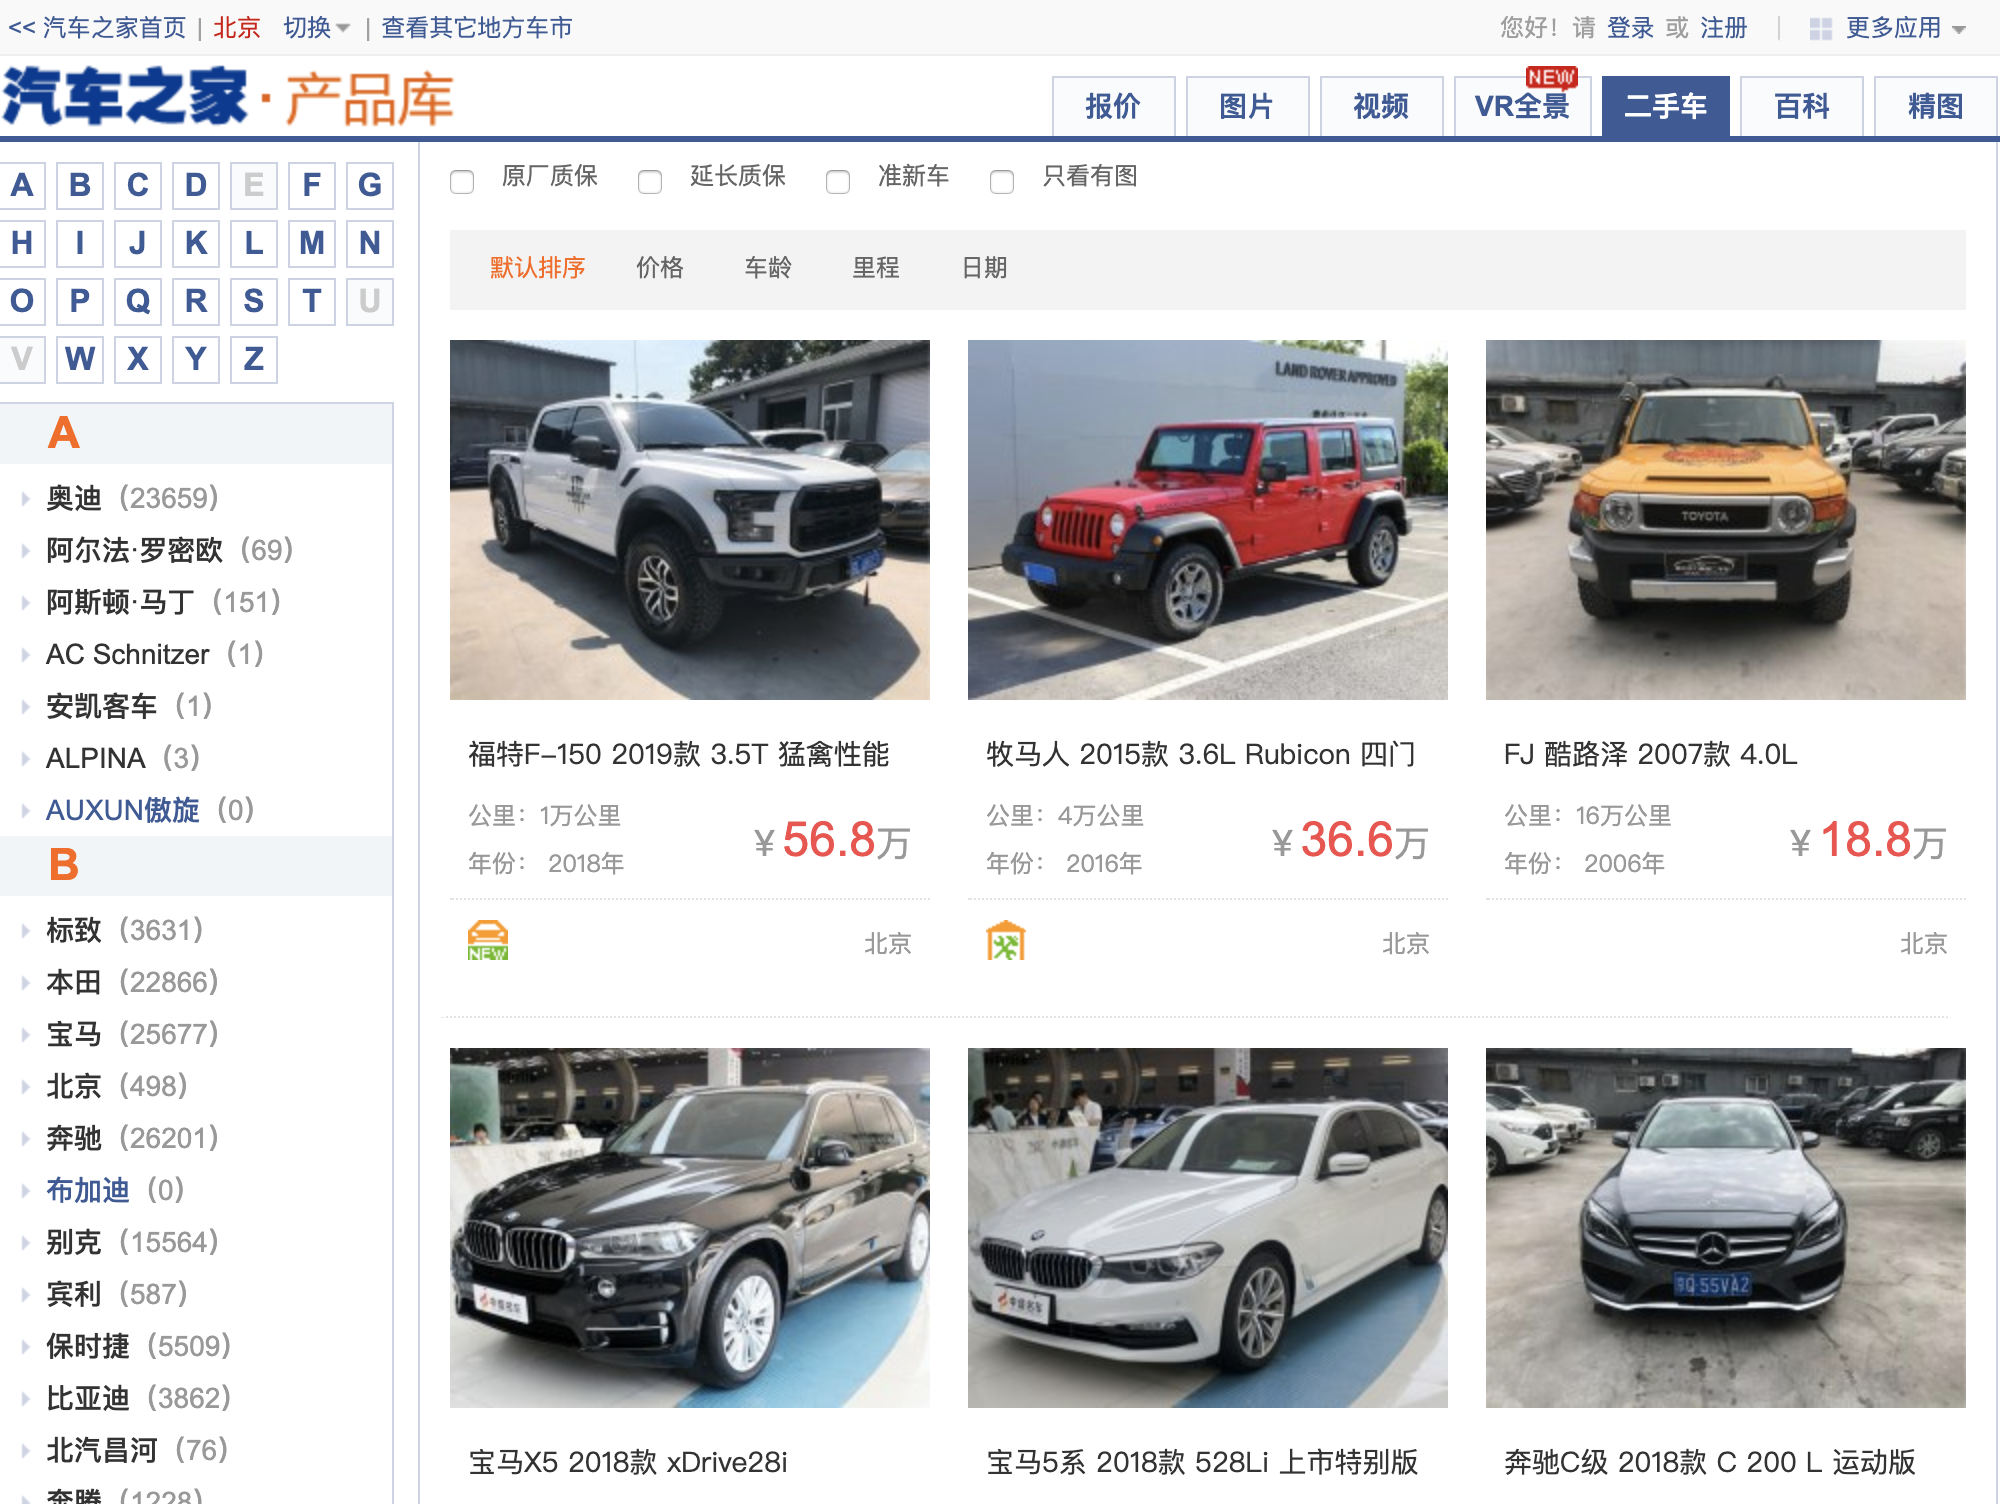 << 汽车之家首页 | 北京 切换 | 查看其它地方车市
您好！请 登录 或 注册
更多应用
汽车之家·产品库
报价 图片 视频 VR全景 NEW 二手车 百科 精图
A B C D E F G
H I J K L M N
O P Q R S T U
V W X Y Z
A
奥迪 (23659)
阿尔法·罗密欧 (69)
阿斯顿·马丁 (151)
AC Schnitzer (1)
安凯客车 (1)
ALPINA (3)
AUXUN傲旋 (0)
B
标致 (3631)
本田 (22866)
宝马 (25677)
北京 (498)
奔驰 (26201)
布加迪 (0)
别克 (15564)
宾利 (587)
保时捷 (5509)
比亚迪 (3862)
北汽昌河 (76)
奔腾 (1228)
原厂质保 延长质保 准新车 只看有图
默认排序 价格 车龄 里程 日期
LAND ROVER APPROVED
TOYOTA
福特F-150 2019款 3.5T 猛禽性能
公里：1万公里
年份： 2018年
¥56.8万
NEW
北京
牧马人 2015款 3.6L Rubicon 四门
公里：4万公里
年份： 2016年
¥36.6万
北京
FJ 酷路泽 2007款 4.0L
公里：16万公里
年份： 2006年
¥18.8万
北京
宝马X5 2018款 xDrive28i
宝马5系 2018款 528Li 上市特别版
奔驰C级 2018款 C 200 L 运动版